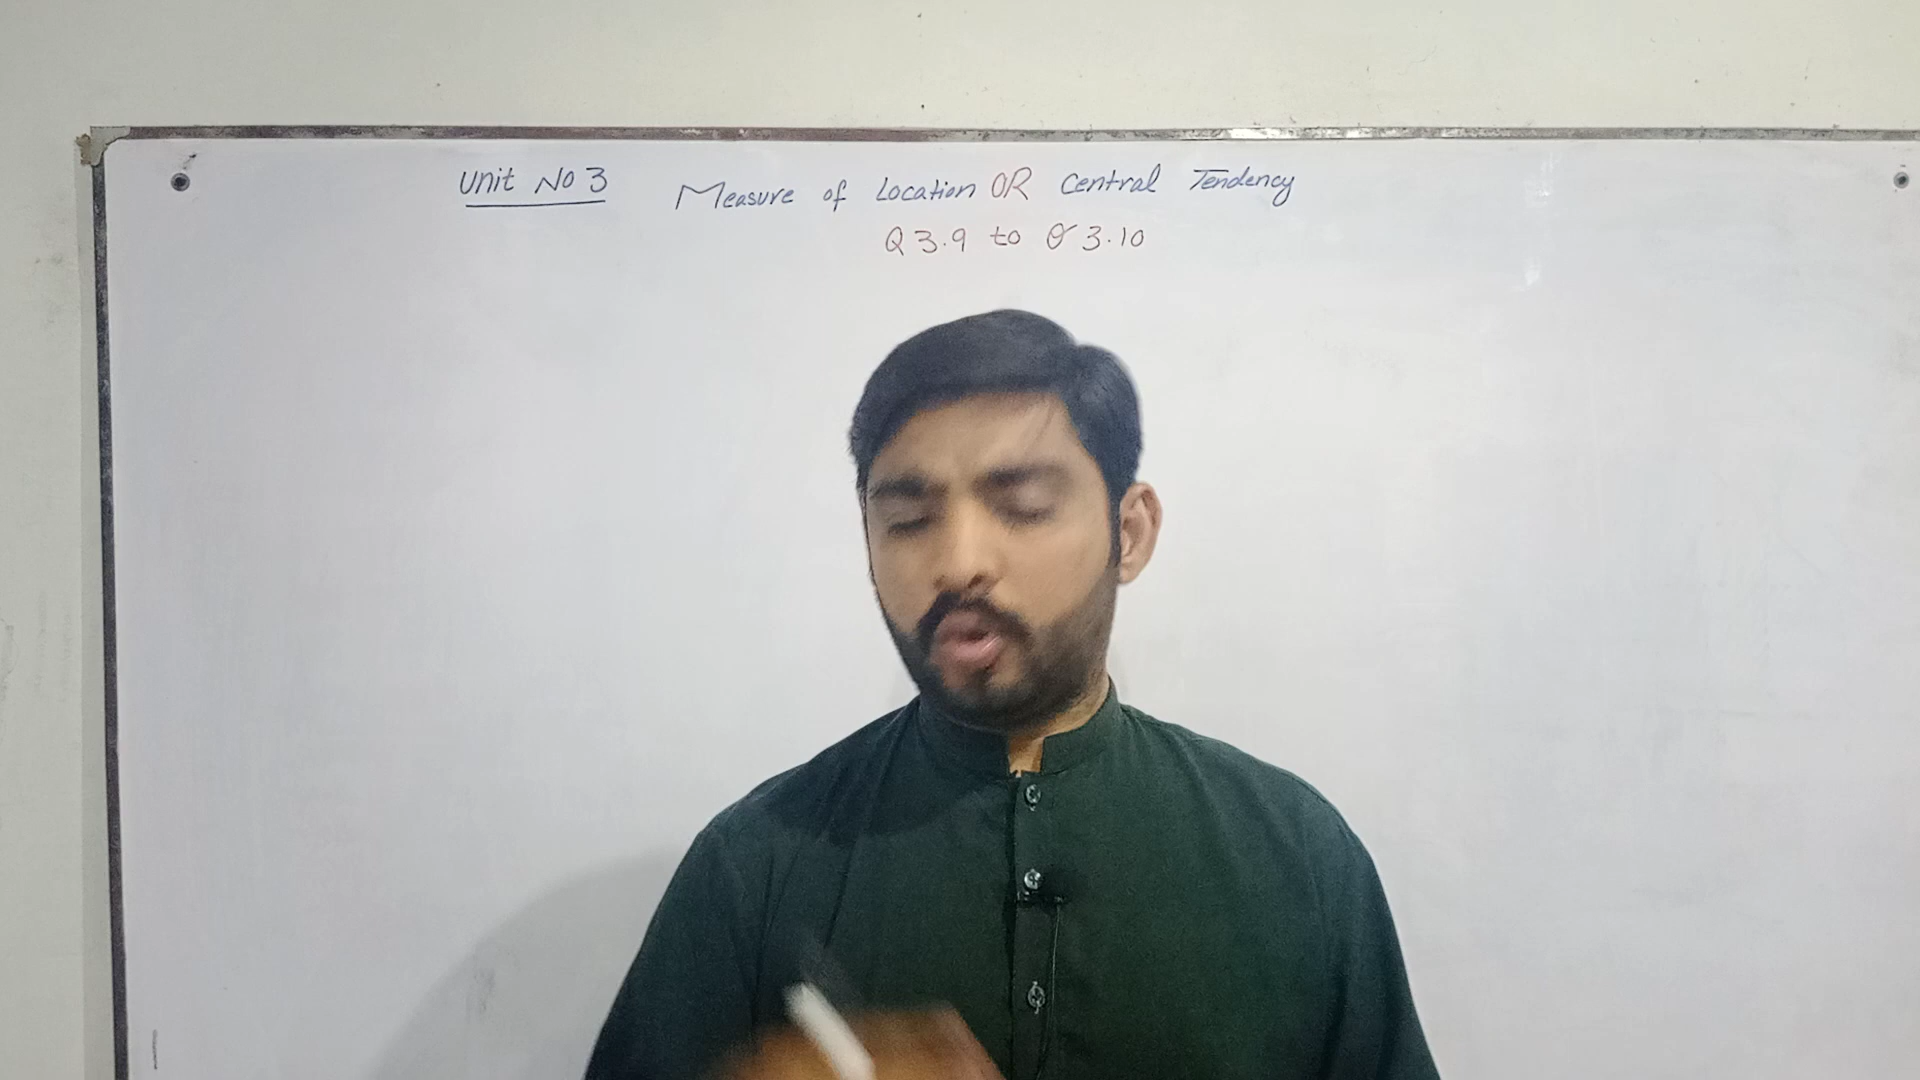 Unit No 3 Measure of Location OR Central Tendency
Q 3.9 to Q 3.10